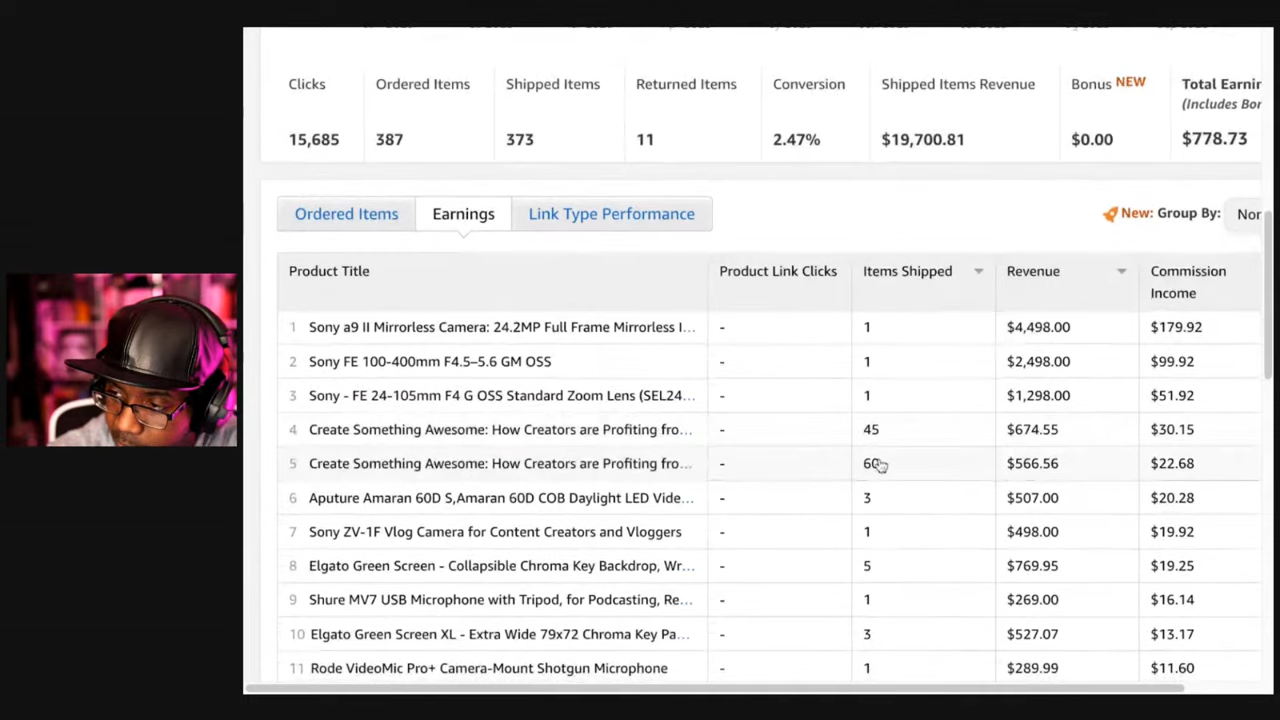 Clicks Ordered Items Shipped Items Returned Items Conversion Shipped Items Revenue Bonus NEW Total Earnin
(Includes Bon
15,685 387 373 11 2.47% $19,700.81 $0.00 $778.73
Ordered Items Earnings Link Type Performance New: Group By: Non
Product Title Product Link Clicks Items Shipped Revenue Commission
Income
1 Sony a9 II Mirrorless Camera: 24.2MP Full Frame Mirrorless I... - 1 $4,498.00 $179.92
2 Sony FE 100-400mm F4.5–5.6 GM OSS - 1 $2,498.00 $99.92
3 Sony - FE 24-105mm F4 G OSS Standard Zoom Lens (SEL24... - 1 $1,298.00 $51.92
4 Create Something Awesome: How Creators are Profiting fro... - 45 $674.55 $30.15
5 Create Something Awesome: How Creators are Profiting fro... - 60 $566.56 $22.68
6 Aputure Amaran 60D S,Amaran 60D COB Daylight LED Vide... - 3 $507.00 $20.28
7 Sony ZV-1F Vlog Camera for Content Creators and Vloggers - 1 $498.00 $19.92
8 Elgato Green Screen - Collapsible Chroma Key Backdrop, Wr... - 5 $769.95 $19.25
9 Shure MV7 USB Microphone with Tripod, for Podcasting, Re... - 1 $269.00 $16.14
10 Elgato Green Screen XL - Extra Wide 79x72 Chroma Key Pa... - 3 $527.07 $13.17
11 Rode VideoMic Pro+ Camera-Mount Shotgun Microphone - 1 $289.99 $11.60